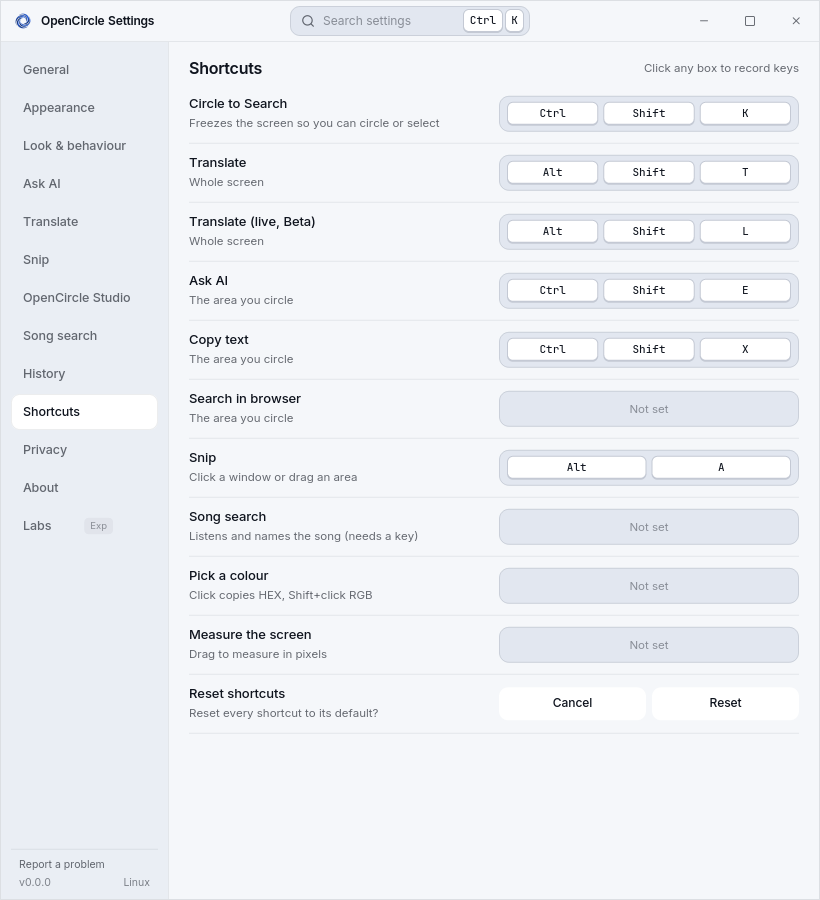 OpenCircle Settings
Search settings Ctrl K
General
Appearance
Look & behaviour
Ask AI
Translate
Snip
OpenCircle Studio
Song search
History
Shortcuts
Privacy
About
Labs Exp
Report a problem
v0.0.0 Linux
Shortcuts
Click any box to record keys
Circle to Search
Freezes the screen so you can circle or select
Ctrl Shift K
Translate
Whole screen
Alt Shift T
Translate (live, Beta)
Whole screen
Alt Shift L
Ask AI
The area you circle
Ctrl Shift E
Copy text
The area you circle
Ctrl Shift X
Search in browser
The area you circle
Not set
Snip
Click a window or drag an area
Alt A
Song search
Listens and names the song (needs a key)
Not set
Pick a colour
Click copies HEX, Shift+click RGB
Not set
Measure the screen
Drag to measure in pixels
Not set
Reset shortcuts
Reset every shortcut to its default?
Cancel Reset